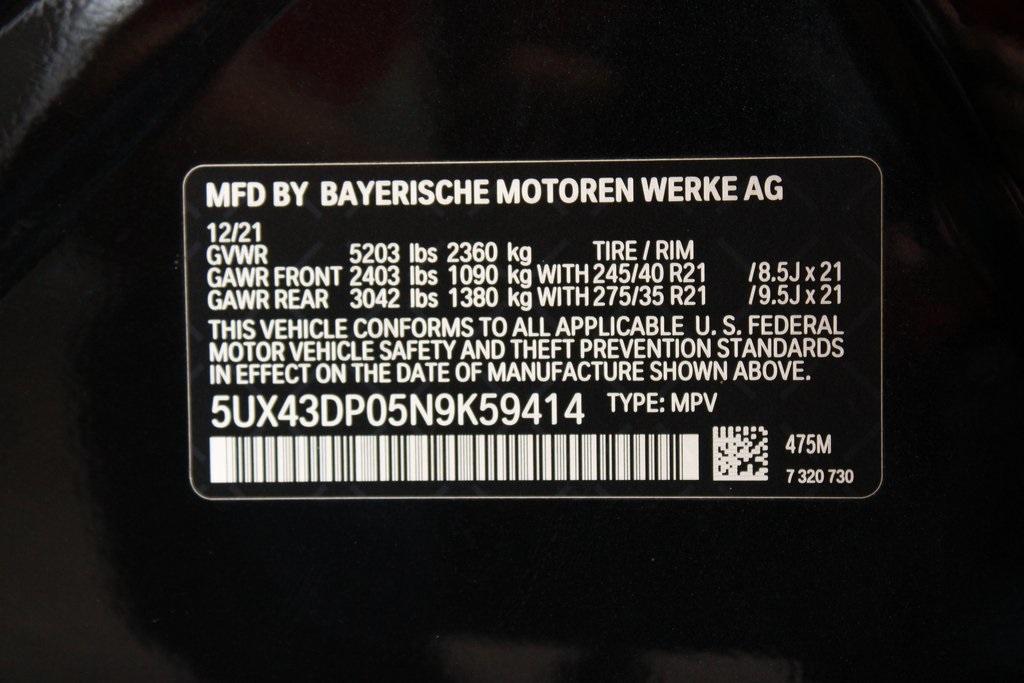 MFD BY BAYERISCHE MOTOREN WERKE AG
12/21
GVWR 5203 lbs 2360 kg TIRE / RIM
GAWR FRONT 2403 lbs 1090 kg WITH 245/40 R21 /8.5J x 21
GAWR REAR 3042 lbs 1380 kg WITH 275/35 R21 /9.5J x 21
THIS VEHICLE CONFORMS TO ALL APPLICABLE U. S. FEDERAL
MOTOR VEHICLE SAFETY AND THEFT PREVENTION STANDARDS
IN EFFECT ON THE DATE OF MANUFACTURE SHOWN ABOVE.
5UX43DP05N9K59414 TYPE: MPV
475M
7 320 730